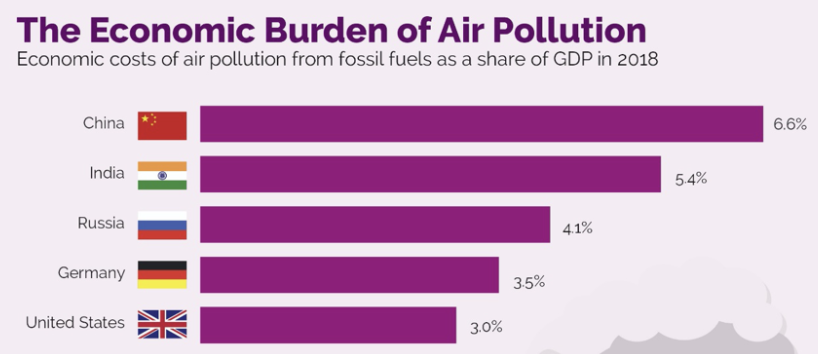 The Economic Burden of Air Pollution
Economic costs of air pollution from fossil fuels as a share of GDP in 2018
China 6.6%
India 5.4%
Russia 4.1%
Germany 3.5%
United States 3.0%